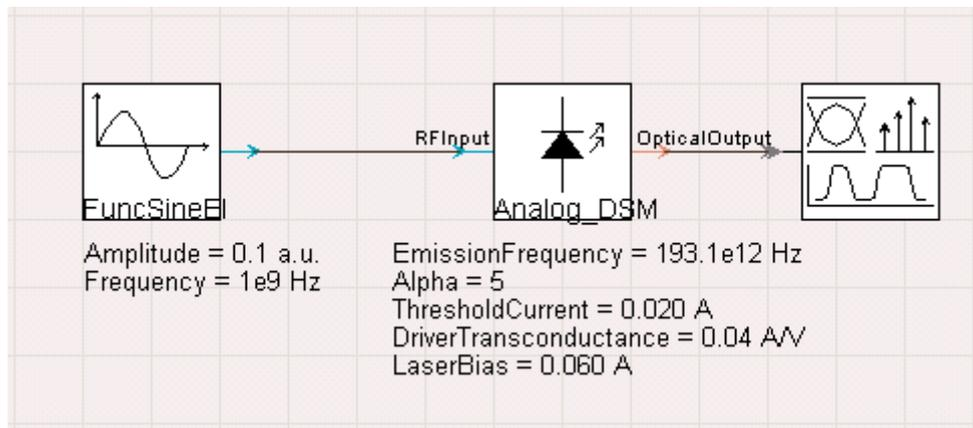 RFInput
OpticalOutput
FuncSineEl
Analog_DSM
Amplitude = 0.1 a.u.
Frequency = 1e9 Hz
EmissionFrequency = 193.1e12 Hz
Alpha = 5
ThresholdCurrent = 0.020 A
DriverTransconductance = 0.04 A/V
LaserBias = 0.060 A